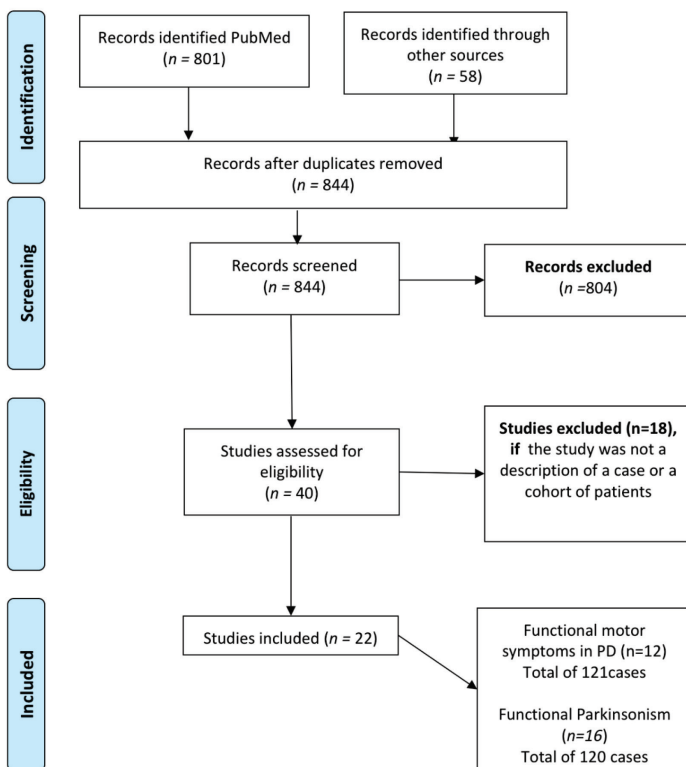 Identification
Records identified PubMed
(n = 801)
Records identified through
other sources
(n = 58)
Records after duplicates removed
(n = 844)
Screening
Records screened
(n = 844)
Records excluded
(n =804)
Eligibility
Studies assessed for
eligibility
(n = 40)
Studies excluded (n=18),
if the study was not a
description of a case or a
cohort of patients
Included
Studies included (n = 22)
Functional motor
symptoms in PD (n=12)
Total of 121cases
Functional Parkinsonism
(n=16)
Total of 120 cases